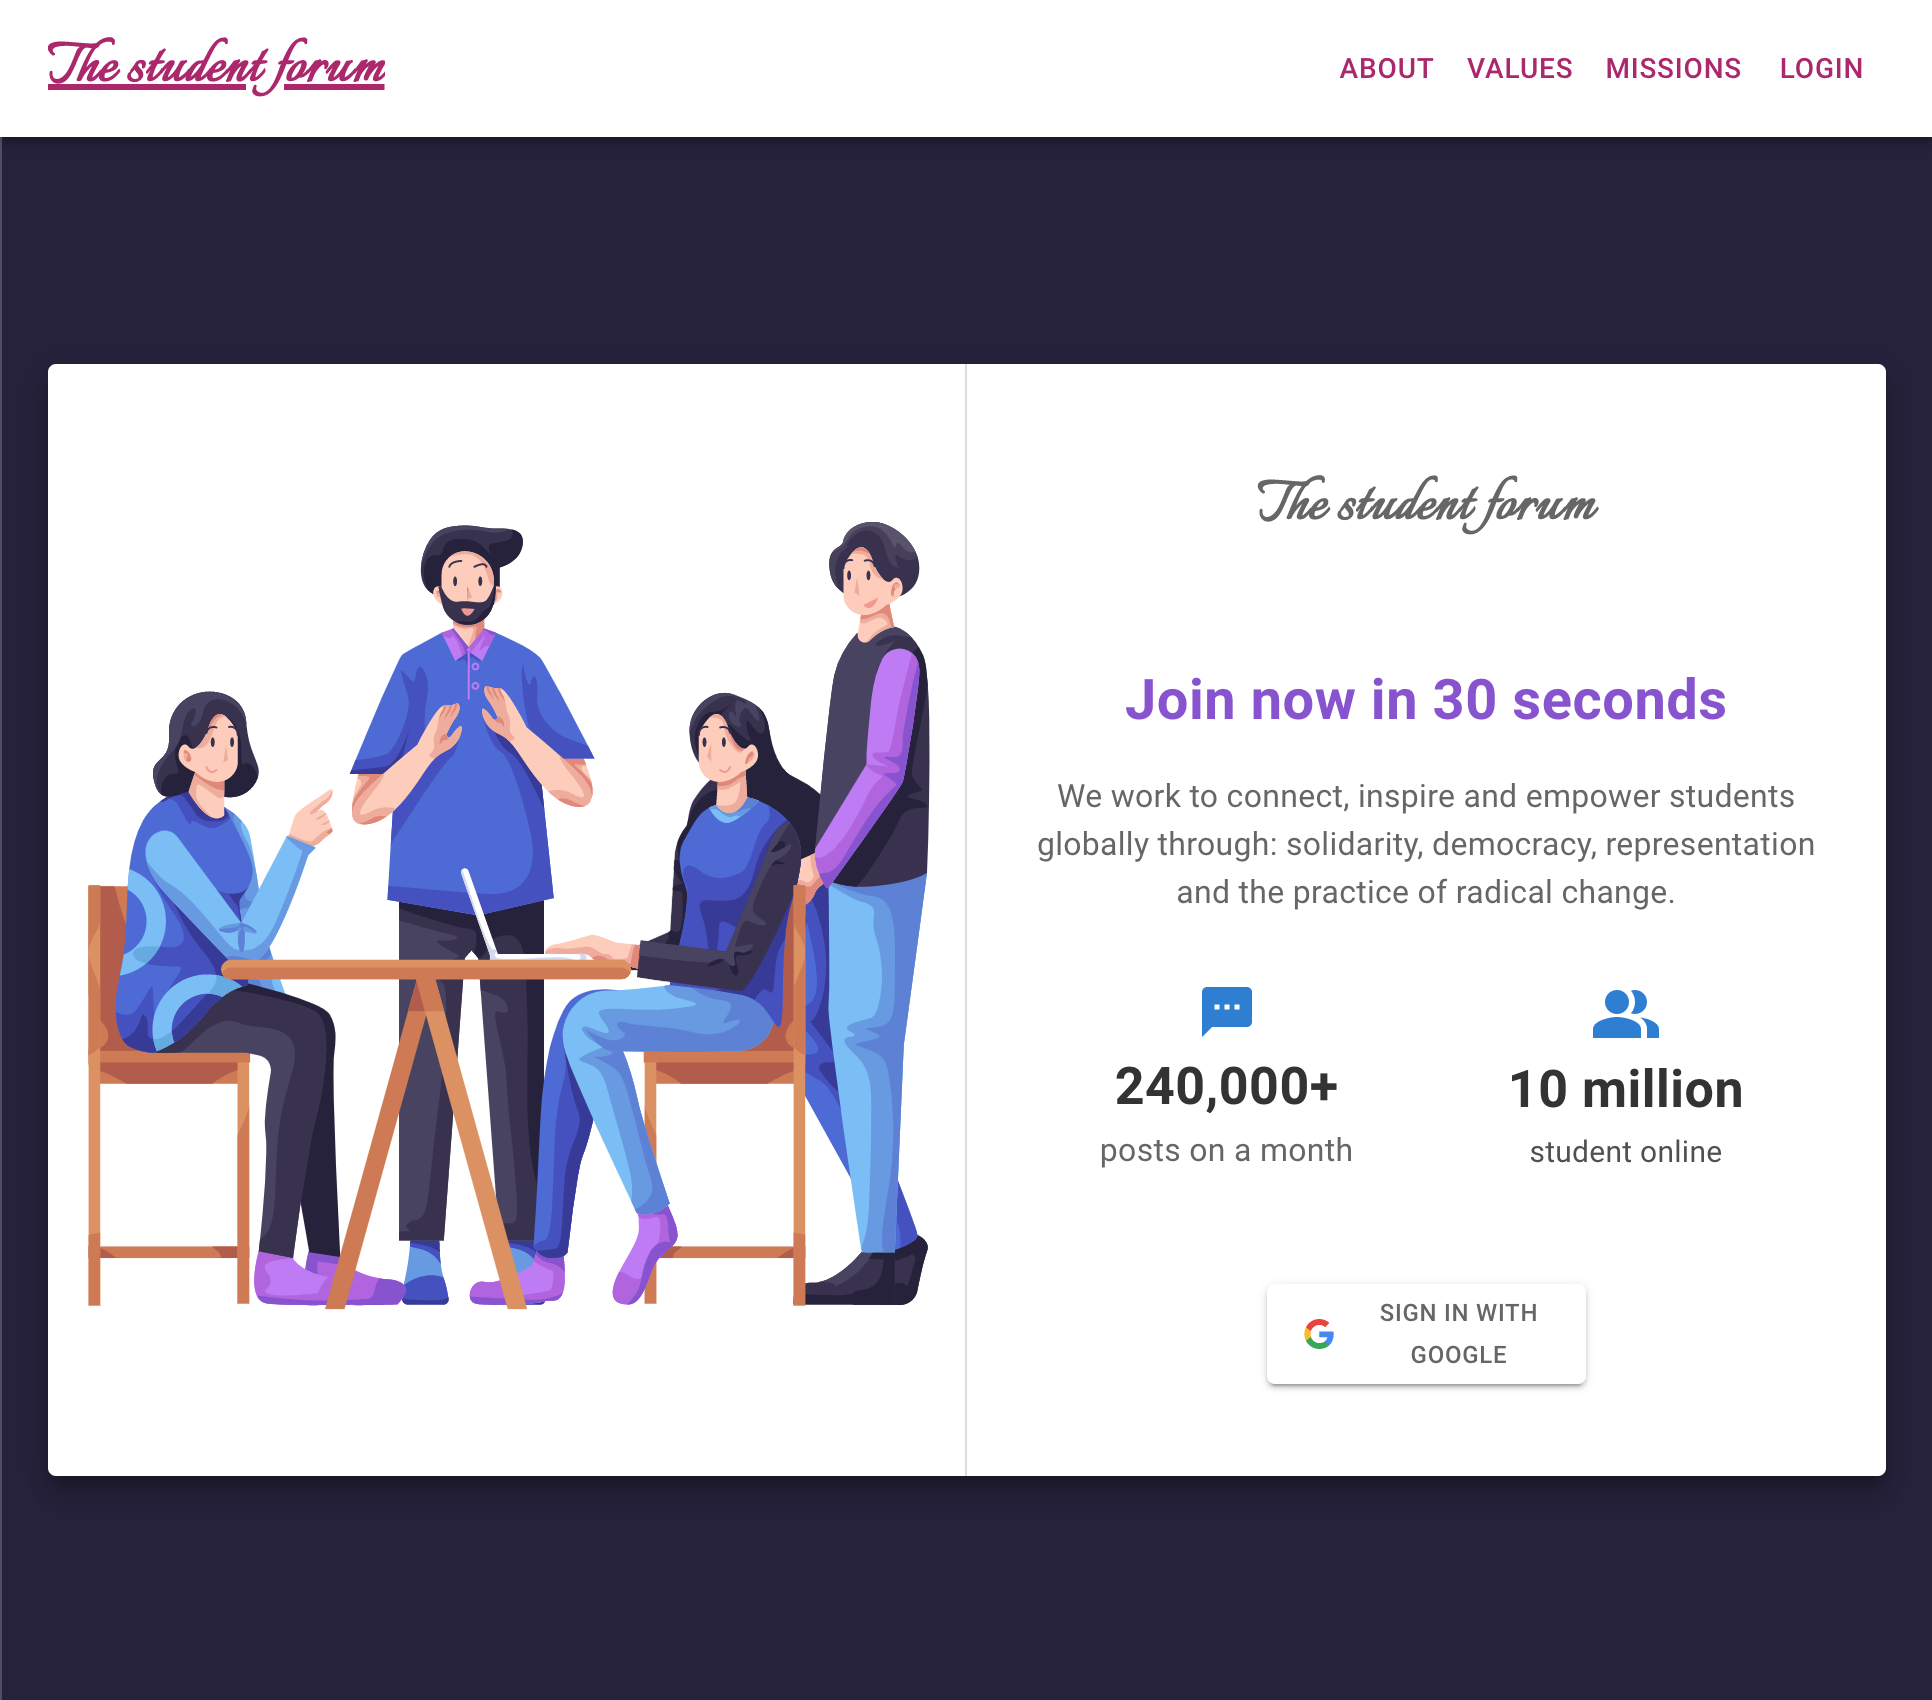 The student forum
ABOUT VALUES MISSIONS LOGIN
The student forum
Join now in 30 seconds
We work to connect, inspire and empower students
globally through: solidarity, democracy, representation
and the practice of radical change.
240,000+
posts on a month
10 million
student online
SIGN IN WITH
GOOGLE